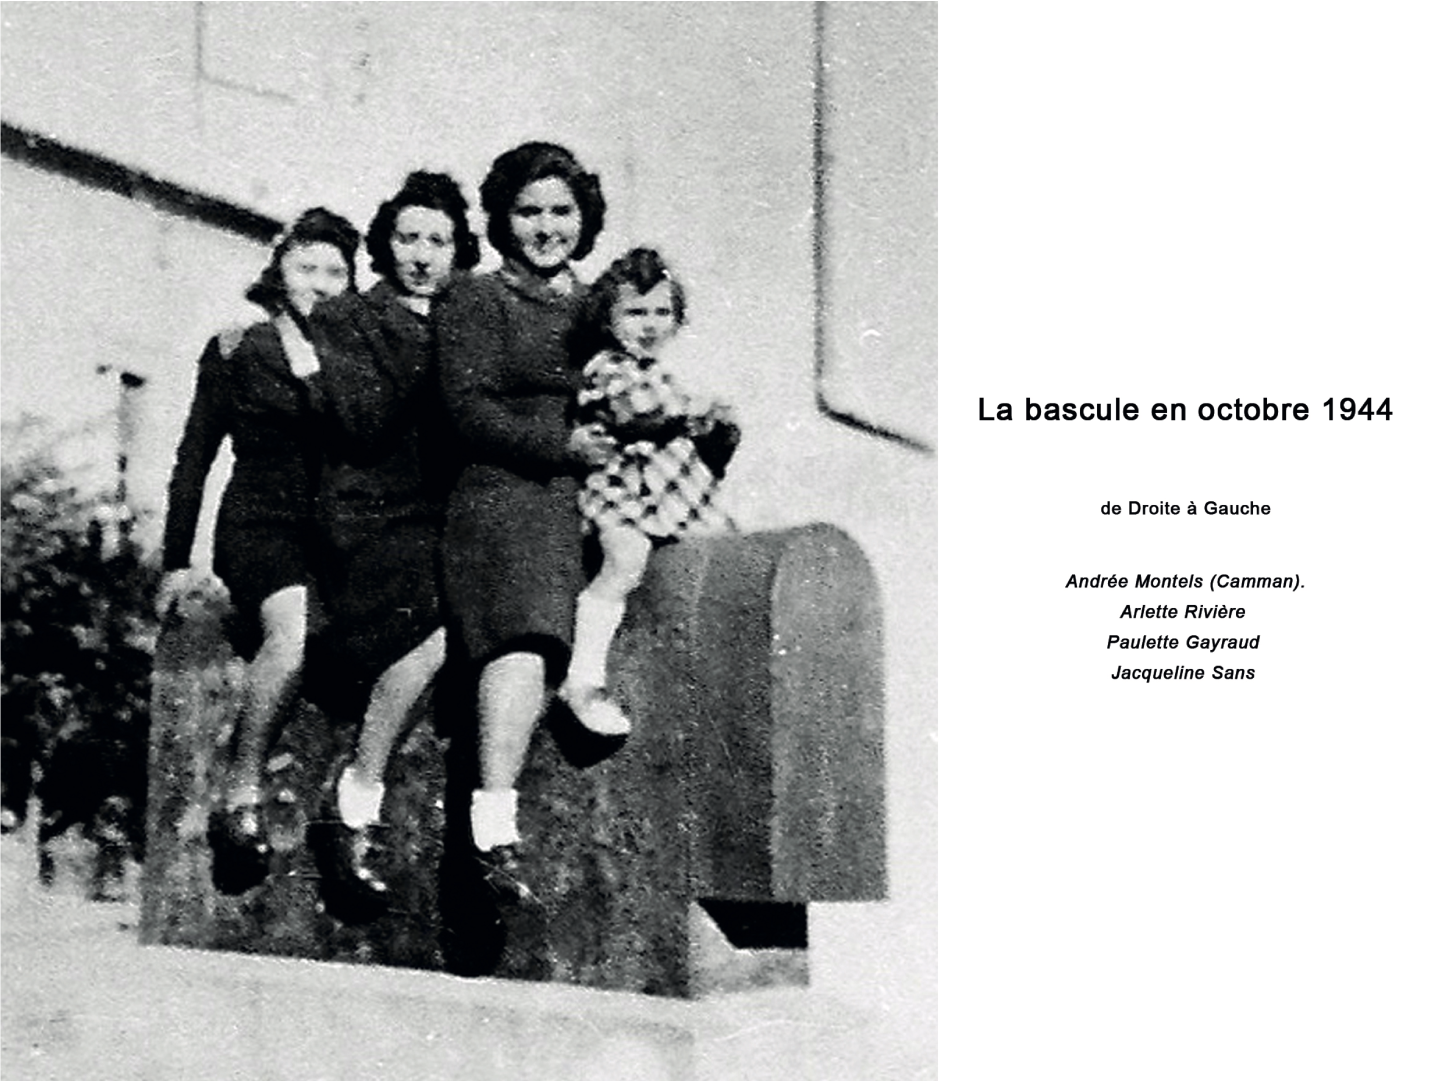 La bascule en octobre 1944
de Droite à Gauche
Andrée Montels (Camman).
Arlette Rivière
Paulette Gayraud
Jacqueline Sans